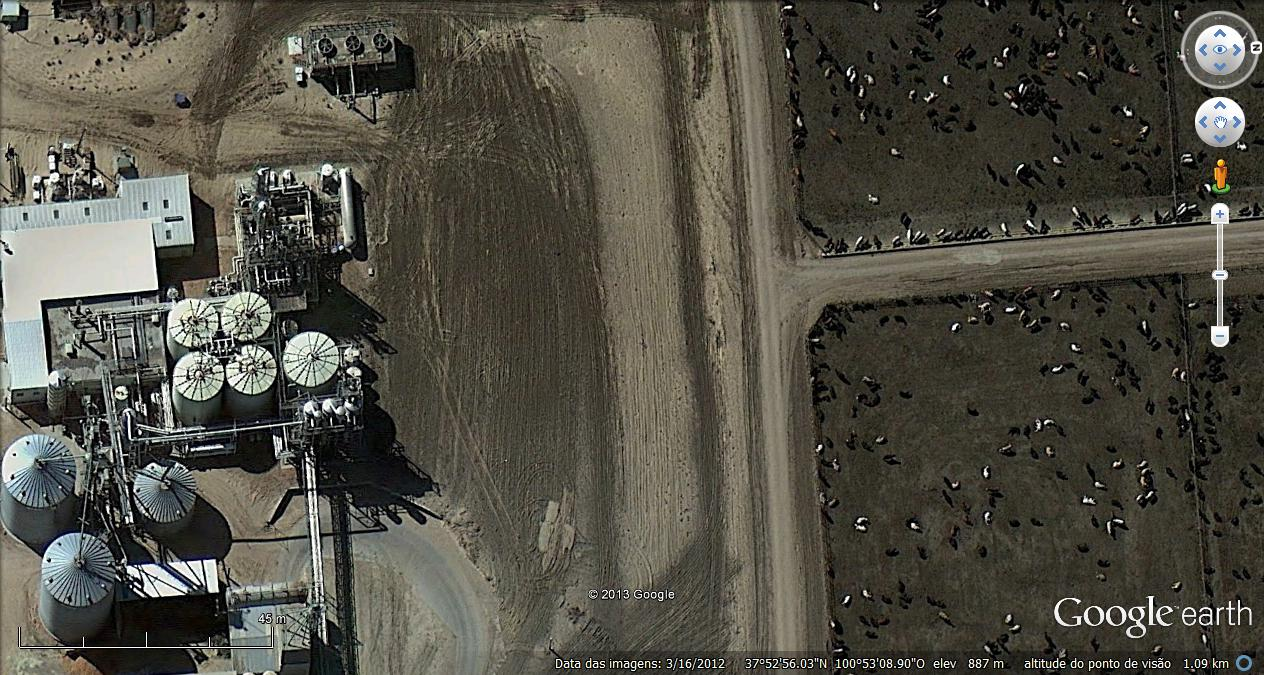 © 2013 Google
45 m
Google earth
Data das imagens: 3/16/2012 37°52'56.03"N 100°53'08.90"O elev 887 m altitude do ponto de visão 1.09 km